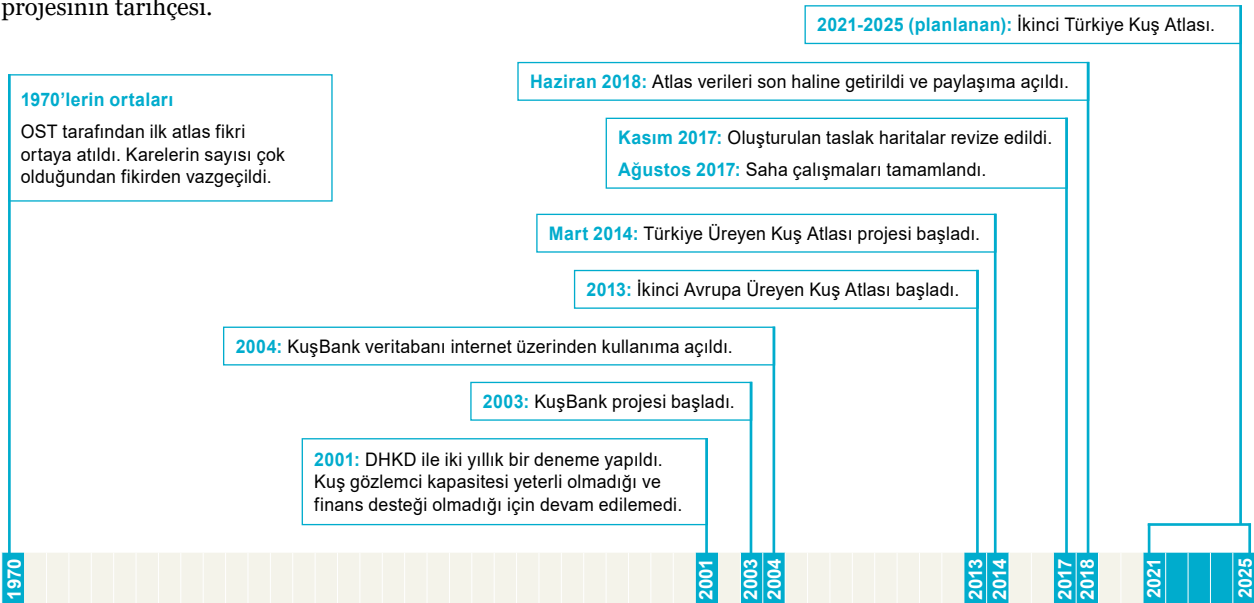 projesinin tarihçesi.
2021-2025 (planlanan): İkinci Türkiye Kuş Atlası.
Haziran 2018: Atlas verileri son haline getirildi ve paylaşıma açıldı.
1970’lerin ortaları
OST tarafından ilk atlas fikri
ortaya atıldı. Karelerin sayısı çok
olduğundan fikirden vazgeçildi.
Kasım 2017: Oluşturulan taslak haritalar revize edildi.
Ağustos 2017: Saha çalışmaları tamamlandı.
Mart 2014: Türkiye Üreyen Kuş Atlası projesi başladı.
2013: İkinci Avrupa Üreyen Kuş Atlası başladı.
2004: KuşBank veritabanı internet üzerinden kullanıma açıldı.
2003: KuşBank projesi başladı.
2001: DHKD ile iki yıllık bir deneme yapıldı.
Kuş gözlemci kapasitesi yeterli olmadığı ve
finans desteği olmadığı için devam edilemedi.
1970
2001
2003
2004
2013
2014
2017
2018
2021
2025